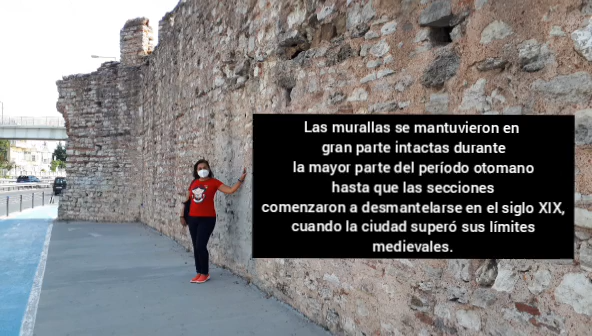 Las murallas se mantuvieron en
gran parte intactas durante
la mayor parte del período otomano
hasta que las secciones
comenzaron a desmantelarse en el siglo XIX,
cuando la ciudad superó sus límites
medievales.